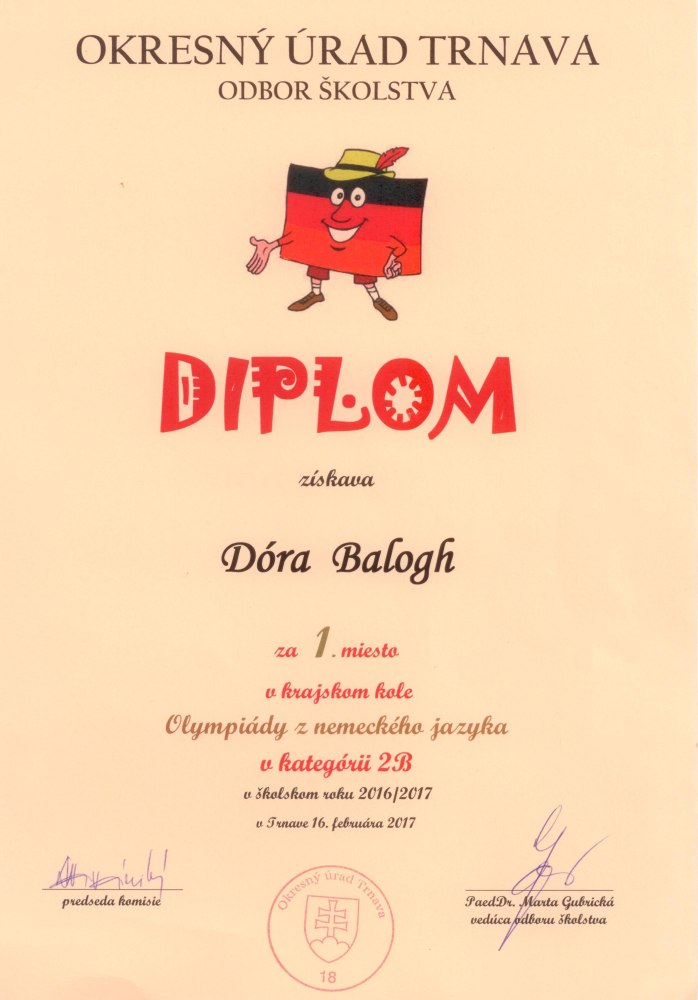 OKRESNÝ ÚRAD TRNAVA
ODBOR ŠKOLSTVA
DIPLOM
získava
Dóra Balogh
za 1. miesto
v krajskom kole
Olympiády z nemeckého jazyka
v kategórii 2B
v školskom roku 2016/2017
v Trnave 16. februára 2017
predseda komisie
PaedDr. Marta Gubrická
vedúca odboru školstva
Okresný úrad Trnava
18